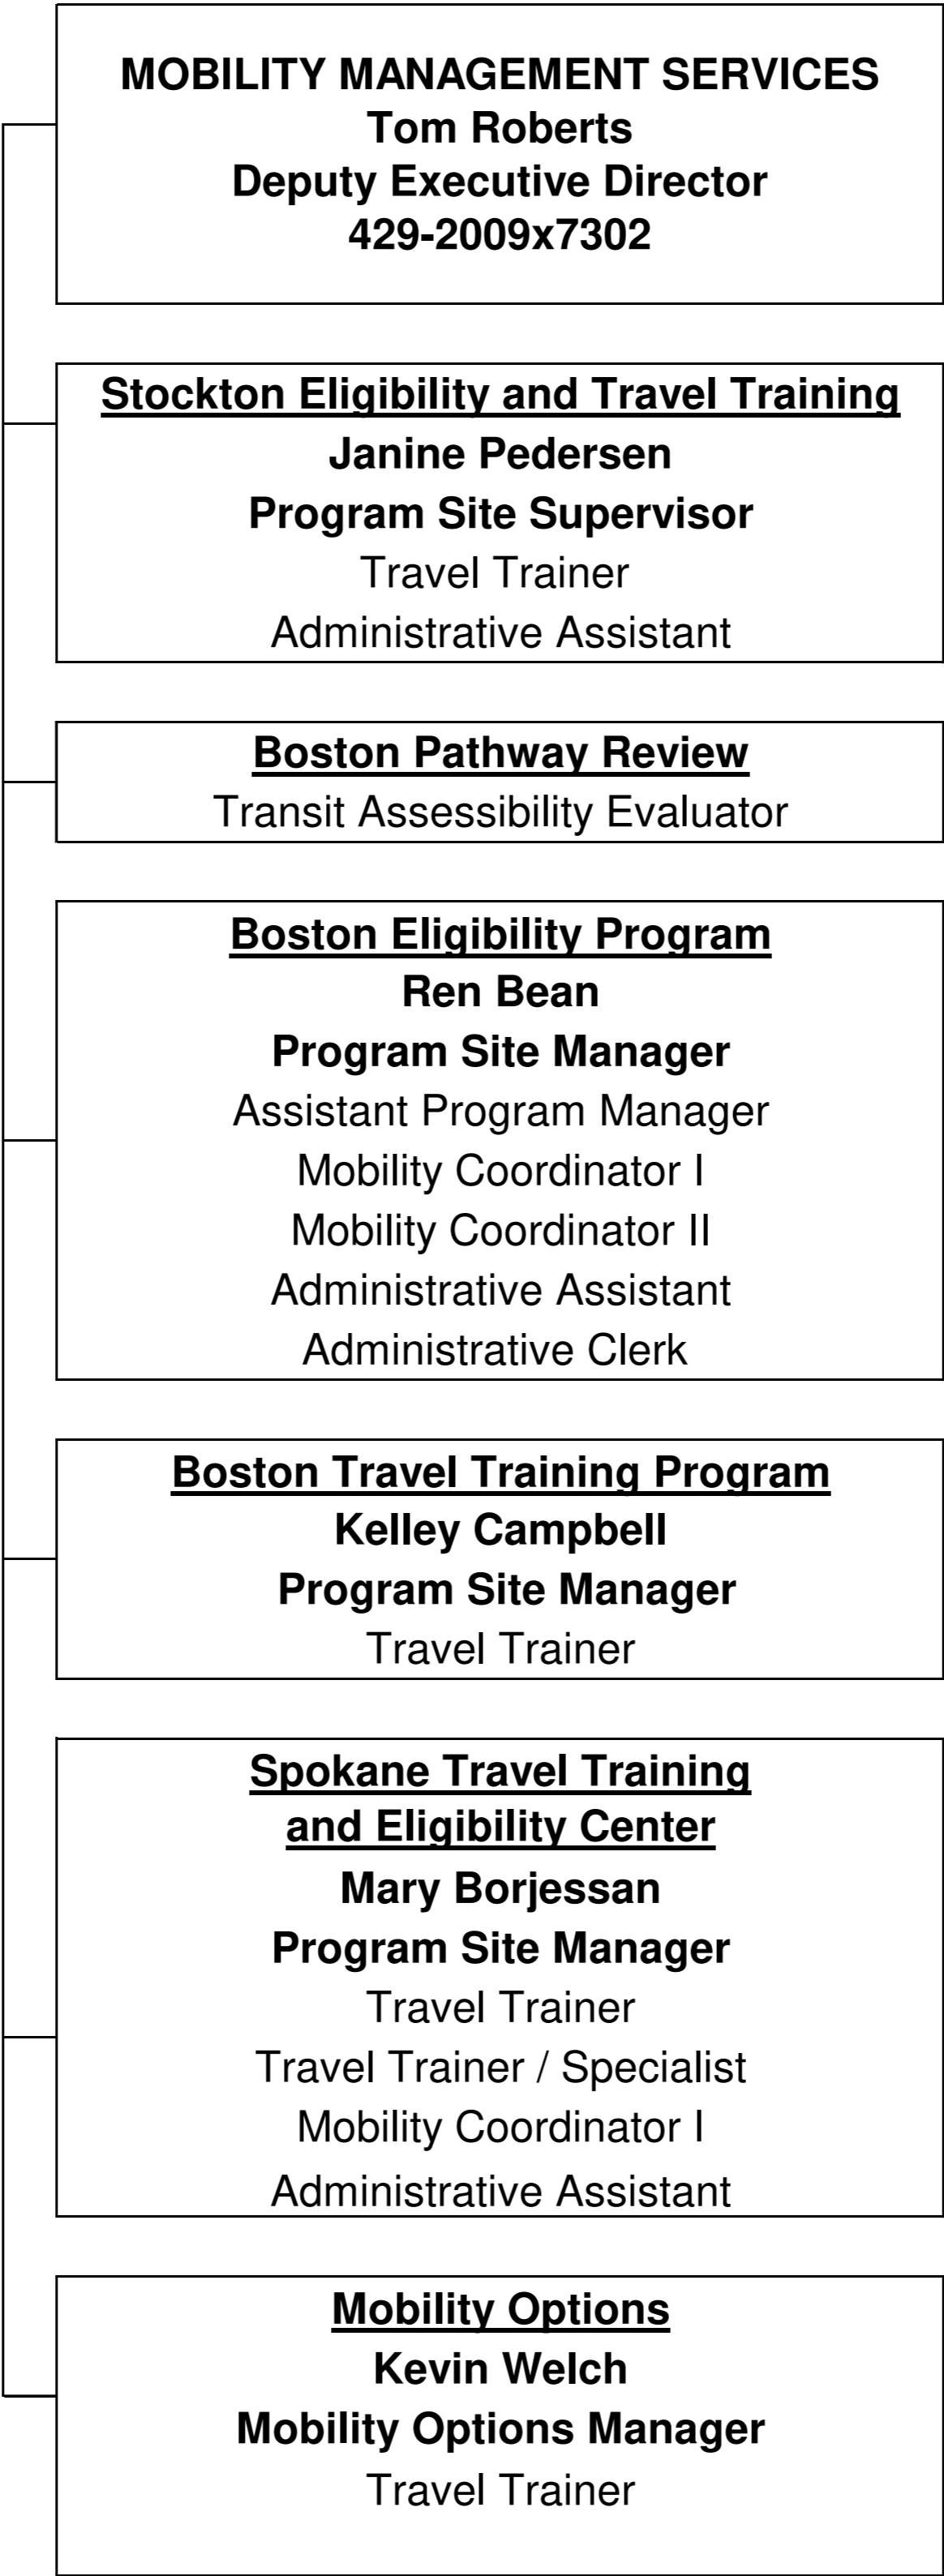 MOBILITY MANAGEMENT SERVICES
Tom Roberts
Deputy Executive Director
429-2009x7302
Stockton Eligibility and Travel Training
Janine Pedersen
Program Site Supervisor
Travel Trainer
Administrative Assistant
Boston Pathway Review
Transit Assessibility Evaluator
Boston Eligibility Program
Ren Bean
Program Site Manager
Assistant Program Manager
Mobility Coordinator I
Mobility Coordinator II
Administrative Assistant
Administrative Clerk
Boston Travel Training Program
Kelley Campbell
Program Site Manager
Travel Trainer
Spokane Travel Training
and Eligibility Center
Mary Borjessan
Program Site Manager
Travel Trainer
Travel Trainer / Specialist
Mobility Coordinator I
Administrative Assistant
Mobility Options
Kevin Welch
Mobility Options Manager
Travel Trainer